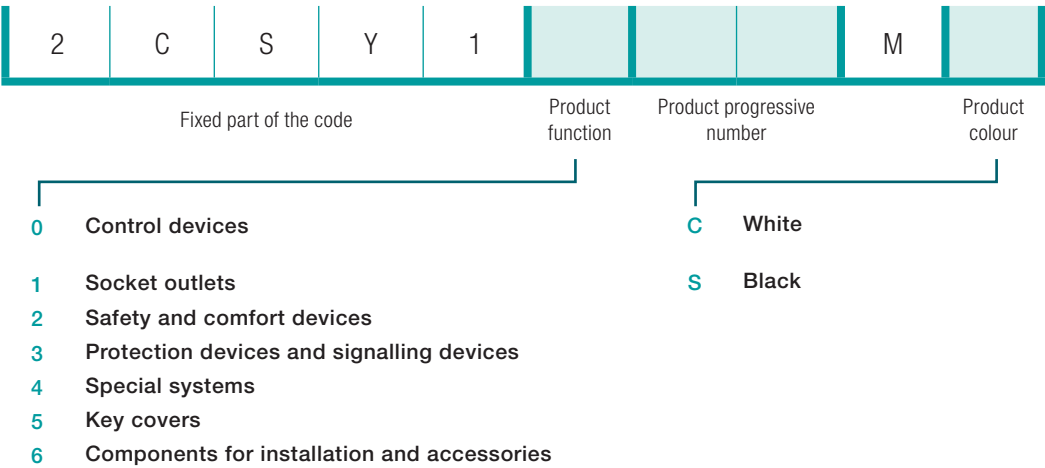 2 C S Y 1 M
Fixed part of the code
Product function
Product progressive number
Product colour
0 Control devices
1 Socket outlets
2 Safety and comfort devices
3 Protection devices and signalling devices
4 Special systems
5 Key covers
6 Components for installation and accessories
C White
S Black